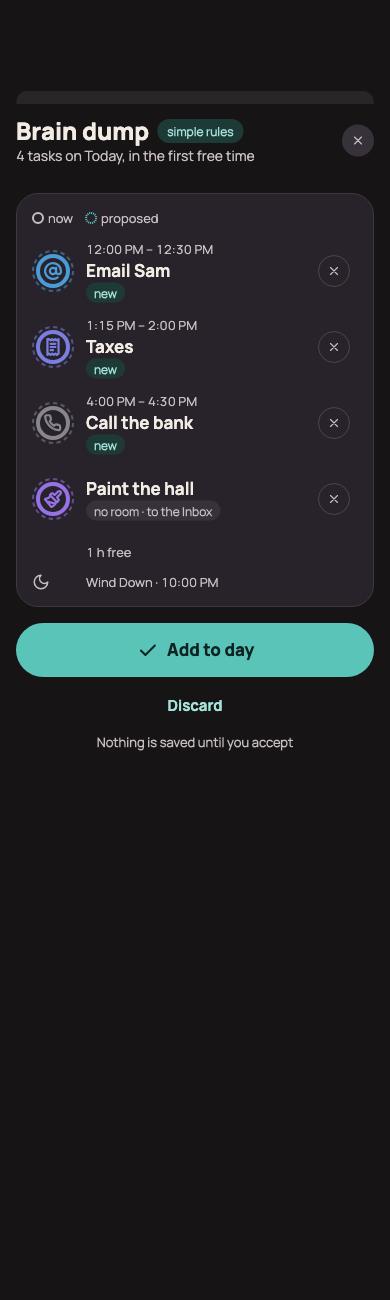 Brain dump simple rules
4 tasks on Today, in the first free time
now proposed
12:00 PM – 12:30 PM
Email Sam
new
1:15 PM – 2:00 PM
Taxes
new
4:00 PM – 4:30 PM
Call the bank
new
Paint the hall
no room · to the Inbox
1 h free
Wind Down · 10:00 PM
Add to day
Discard
Nothing is saved until you accept